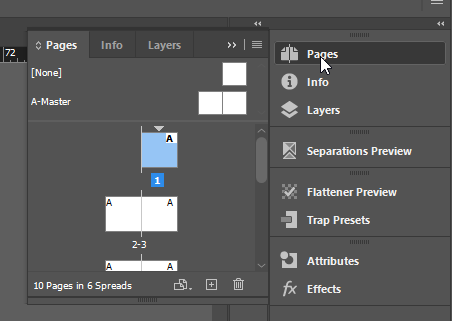 72
Pages Info Layers
[None]
A-Master
A
1
A A
2-3
A A
10 Pages in 6 Spreads
Pages
Info
Layers
Separations Preview
Flattener Preview
Trap Presets
Attributes
fx Effects